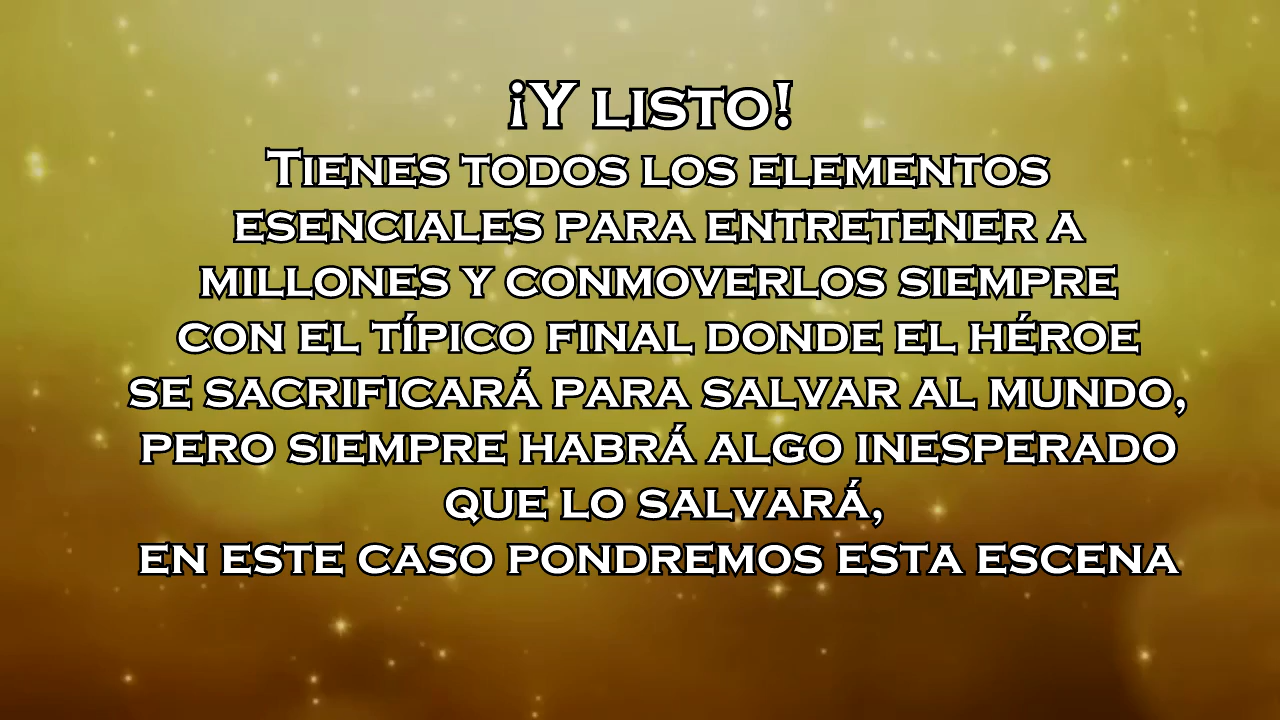 ¡Y LISTO!
TIENES TODOS LOS ELEMENTOS
ESENCIALES PARA ENTRETENER A
MILLONES Y CONMOVERLOS SIEMPRE
CON EL TÍPICO FINAL DONDE EL HÉROE
SE SACRIFICARÁ PARA SALVAR AL MUNDO,
PERO SIEMPRE HABRÁ ALGO INESPERADO
QUE LO SALVARÁ,
EN ESTE CASO PONDREMOS ESTA ESCENA